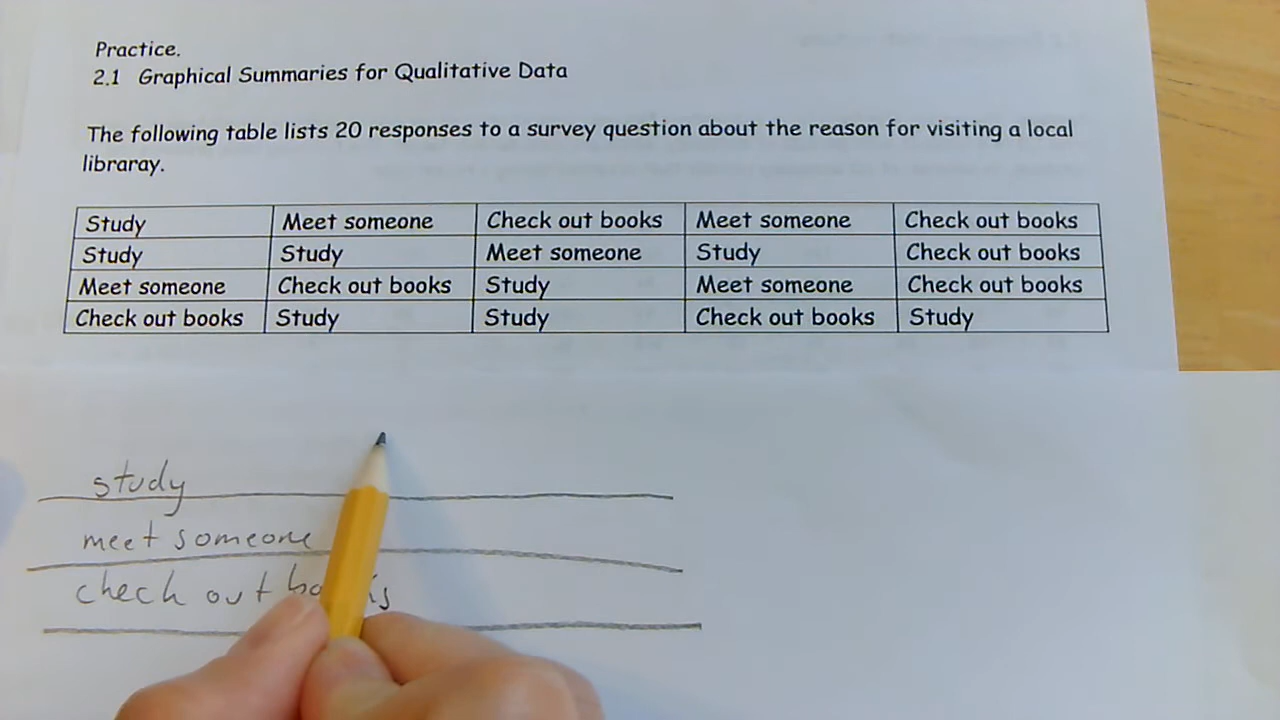 Practice.
2.1 Graphical Summaries for Qualitative Data
The following table lists 20 responses to a survey question about the reason for visiting a local
libraray.
Study Meet someone Check out books Meet someone Check out books
Study Study Meet someone Study Check out books
Meet someone Check out books Study Meet someone Check out books
Check out books Study Study Check out books Study
study
meet someone
check out